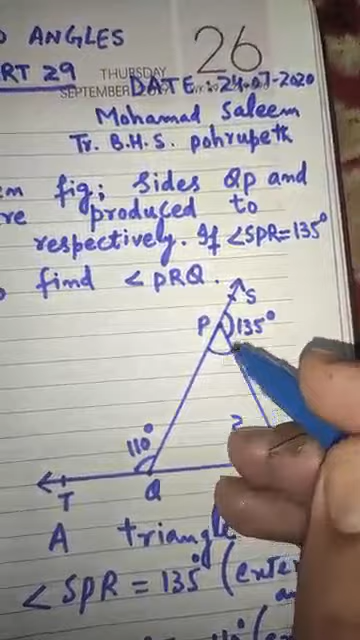 ANGLES
26
RT 29 THURSDAY
SEPTEMBER DATE: 24.07-2020
Mohamad Saleem
Tr. B.H.S. pohrupeth
fig; Sides QP and
produced to
respectively. If <SPR=135°
find <PRQ.
S
P 135°
?
110°
T Q
A triangle
<SPR = 135° (exte